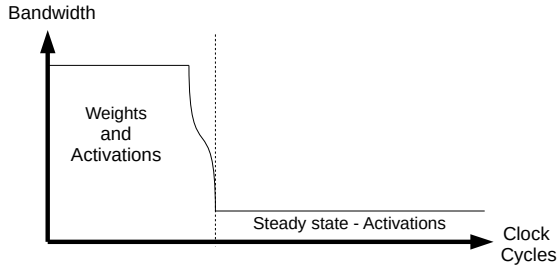 Bandwidth
Weights
and
Activations
Steady state - Activations
Clock
Cycles